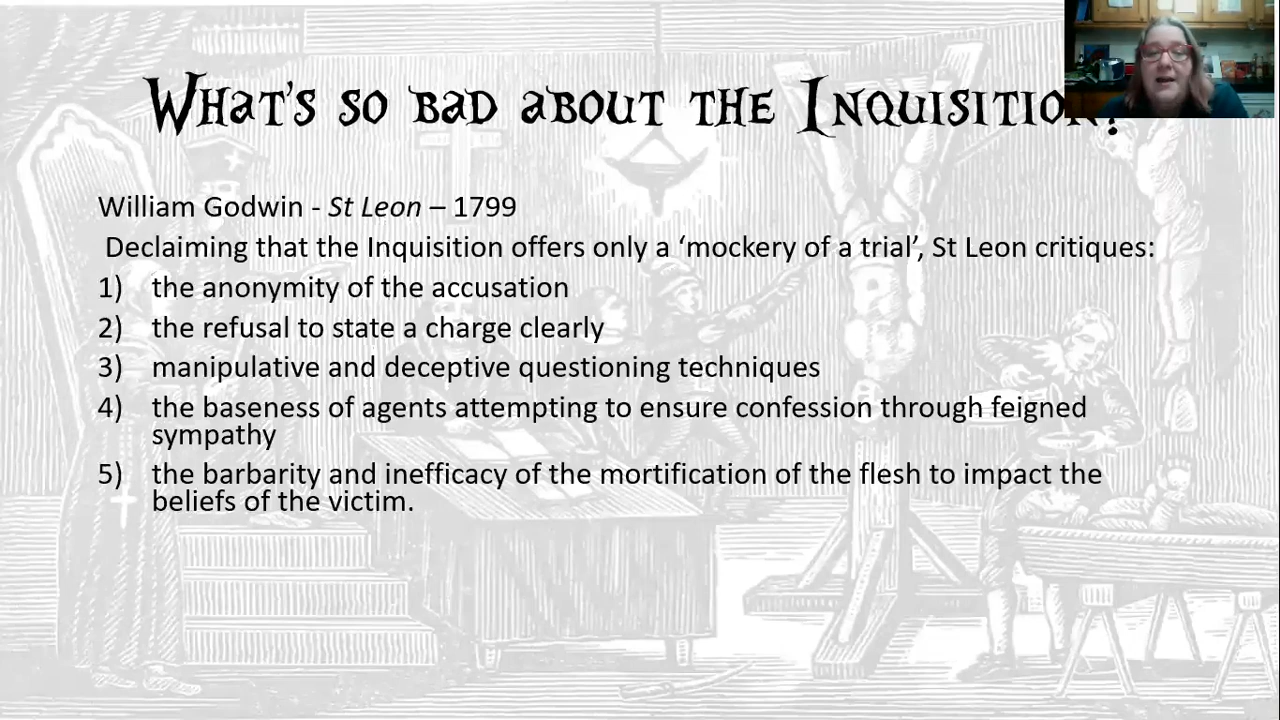 What's so bad about the Inquisition?
William Godwin - St Leon – 1799
Declaiming that the Inquisition offers only a ‘mockery of a trial’, St Leon critiques:
1) the anonymity of the accusation
2) the refusal to state a charge clearly
3) manipulative and deceptive questioning techniques
4) the baseness of agents attempting to ensure confession through feigned
sympathy
5) the barbarity and inefficacy of the mortification of the flesh to impact the
beliefs of the victim.